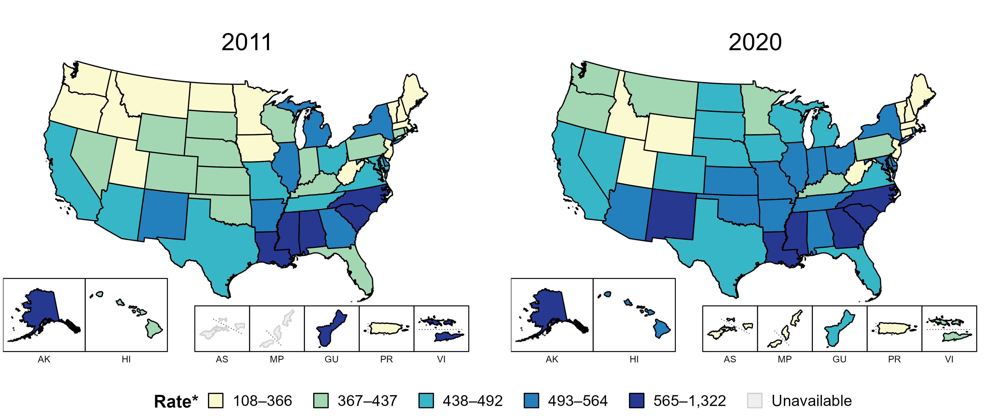 2011
2020
AK
HI
AS
MP
GU
PR
VI
AK
HI
AS
MP
GU
PR
VI
Rate* 108–366 367–437 438–492 493–564 565–1,322 Unavailable